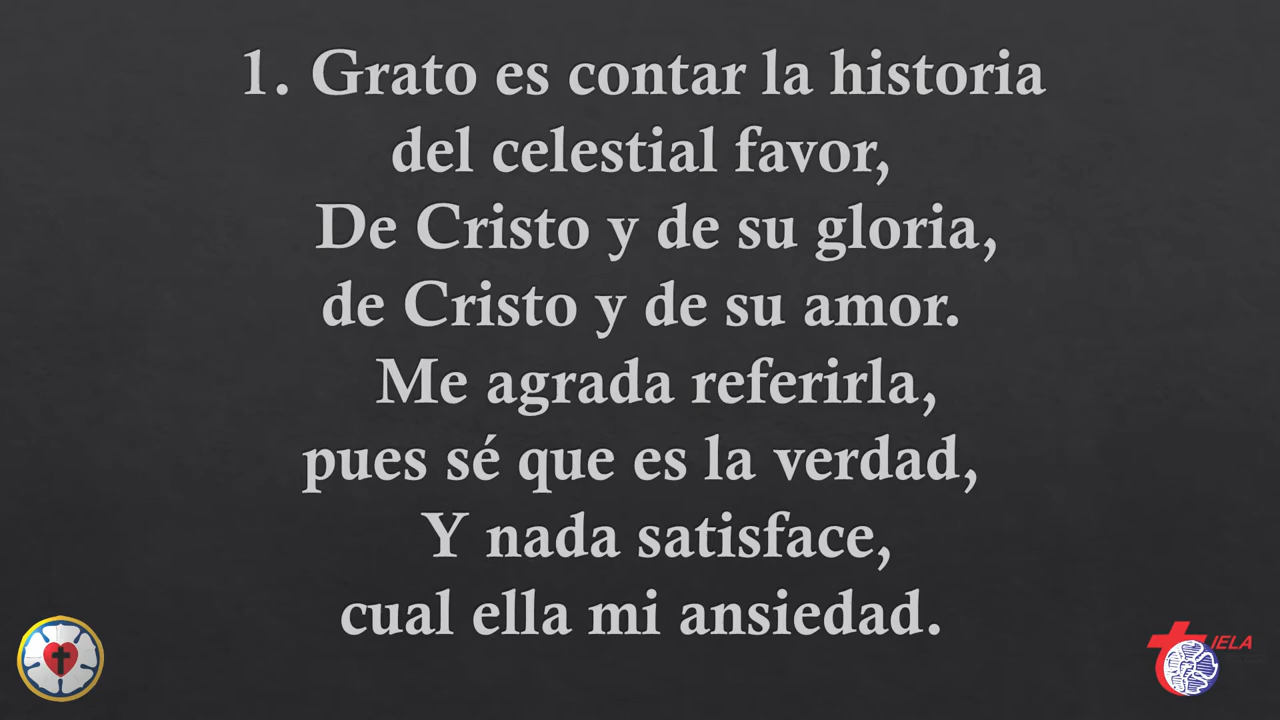 1. Grato es contar la historia
del celestial favor,
De Cristo y de su gloria,
de Cristo y de su amor.
Me agrada referirla,
pues sé que es la verdad,
Y nada satisface,
cual ella mi ansiedad.
IELA